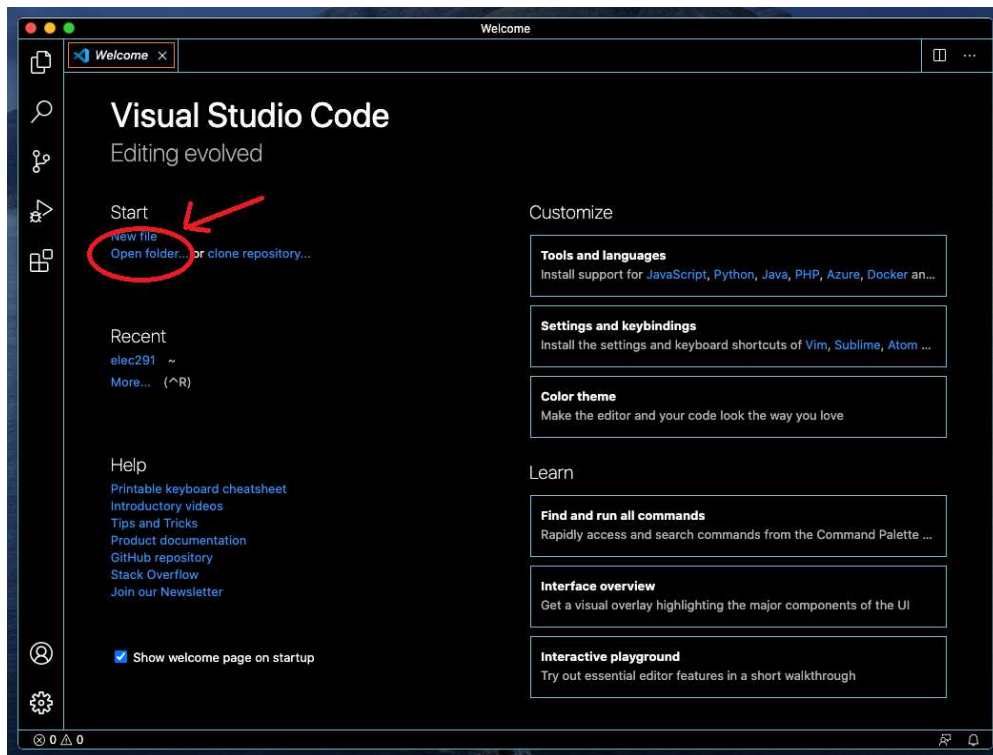 Welcome
Welcome
Visual Studio Code
Editing evolved
Start
New file
Open folder... or clone repository...
Recent
elec291 ~
More... (^R)
Help
Printable keyboard cheatsheet
Introductory videos
Tips and Tricks
Product documentation
GitHub repository
Stack Overflow
Join our Newsletter
Show welcome page on startup
Customize
Tools and languages
Install support for JavaScript, Python, Java, PHP, Azure, Docker an...
Settings and keybindings
Install the settings and keyboard shortcuts of Vim, Sublime, Atom ...
Color theme
Make the editor and your code look the way you love
Learn
Find and run all commands
Rapidly access and search commands from the Command Palette ...
Interface overview
Get a visual overlay highlighting the major components of the UI
Interactive playground
Try out essential editor features in a short walkthrough
0 0